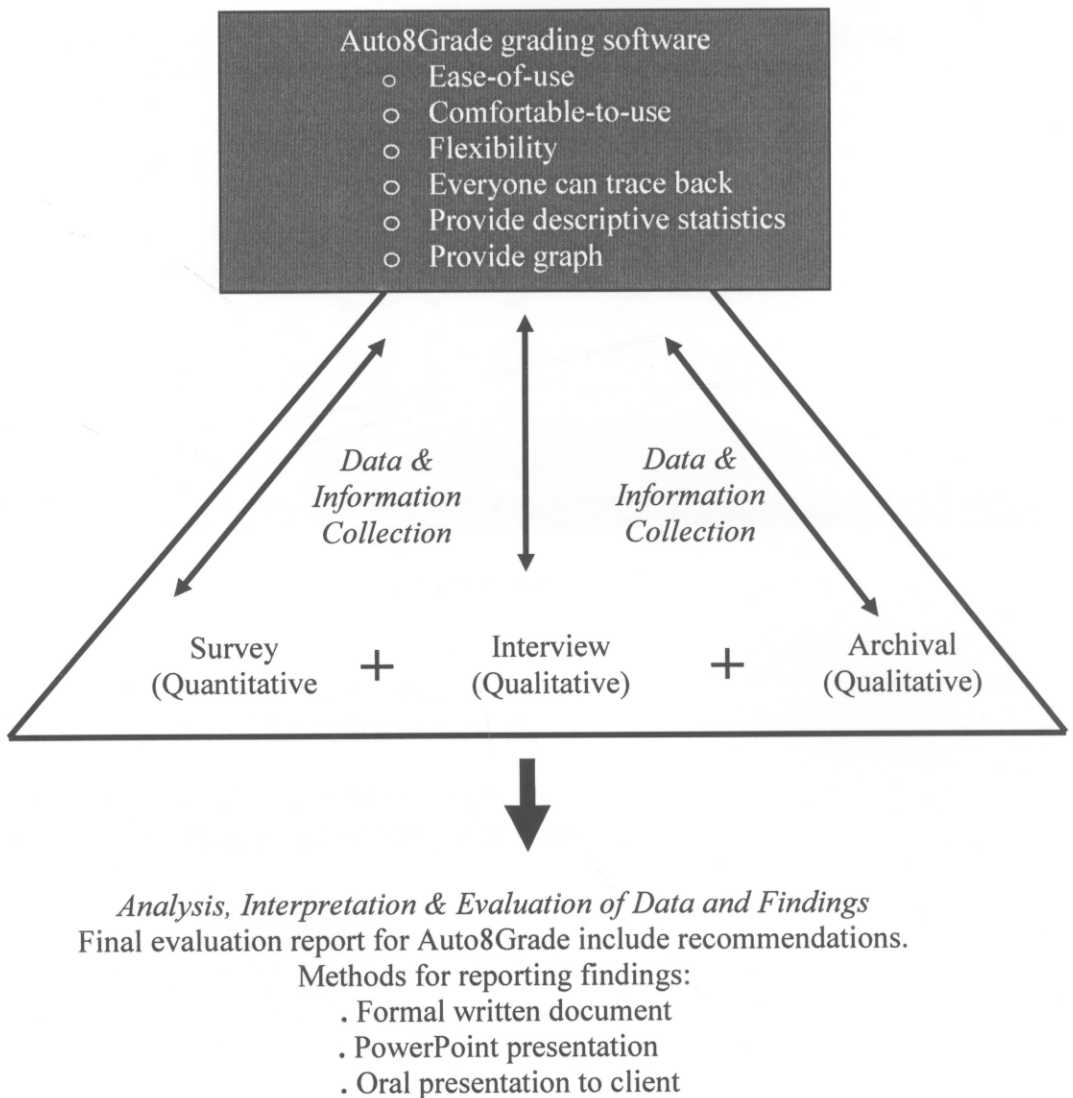 Auto8Grade grading software
o Ease-of-use
o Comfortable-to-use
o Flexibility
o Everyone can trace back
o Provide descriptive statistics
o Provide graph
Data &
Information
Collection
Data &
Information
Collection
Survey
(Quantitative
+
Interview
(Qualitative)
+
Archival
(Qualitative)
Analysis, Interpretation & Evaluation of Data and Findings
Final evaluation report for Auto8Grade include recommendations.
Methods for reporting findings:
. Formal written document
. PowerPoint presentation
. Oral presentation to client